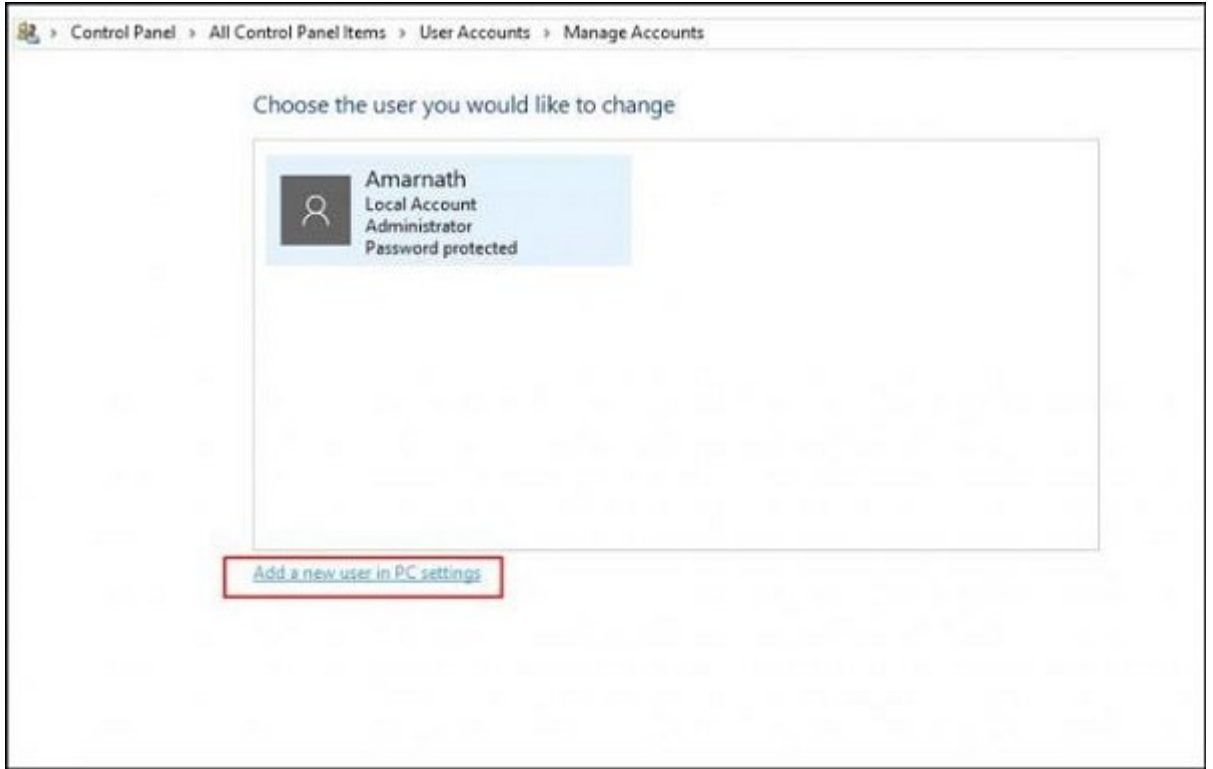 Control Panel > All Control Panel Items > User Accounts > Manage Accounts
Choose the user you would like to change
Amarnath
Local Account
Administrator
Password protected
Add a new user in PC settings